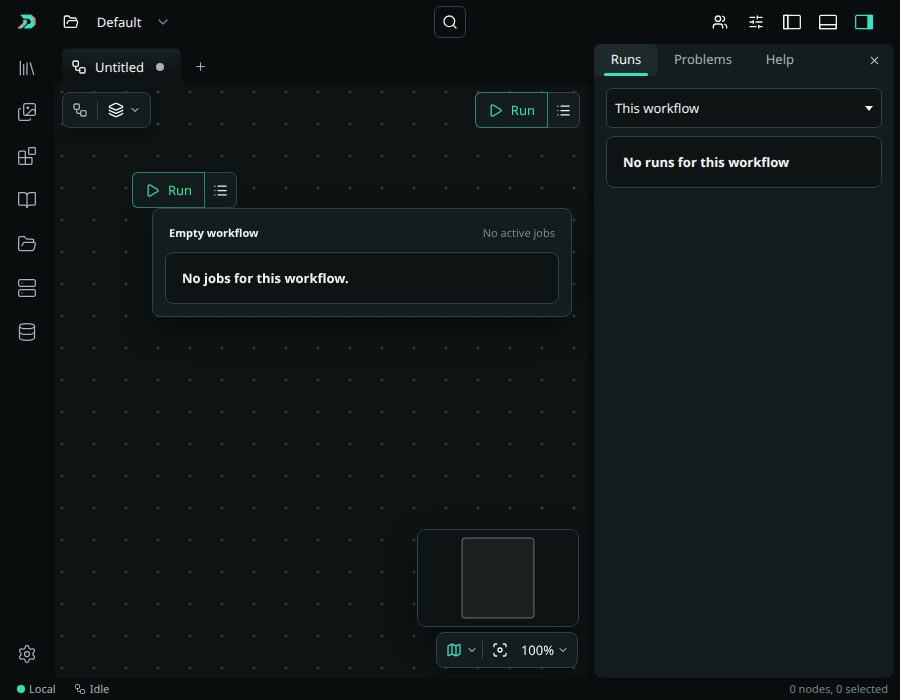 Default
Untitled
Run
Run
Empty workflow
No active jobs
No jobs for this workflow.
100%
Runs
Problems
Help
This workflow
No runs for this workflow
Local
Idle
0 nodes, 0 selected